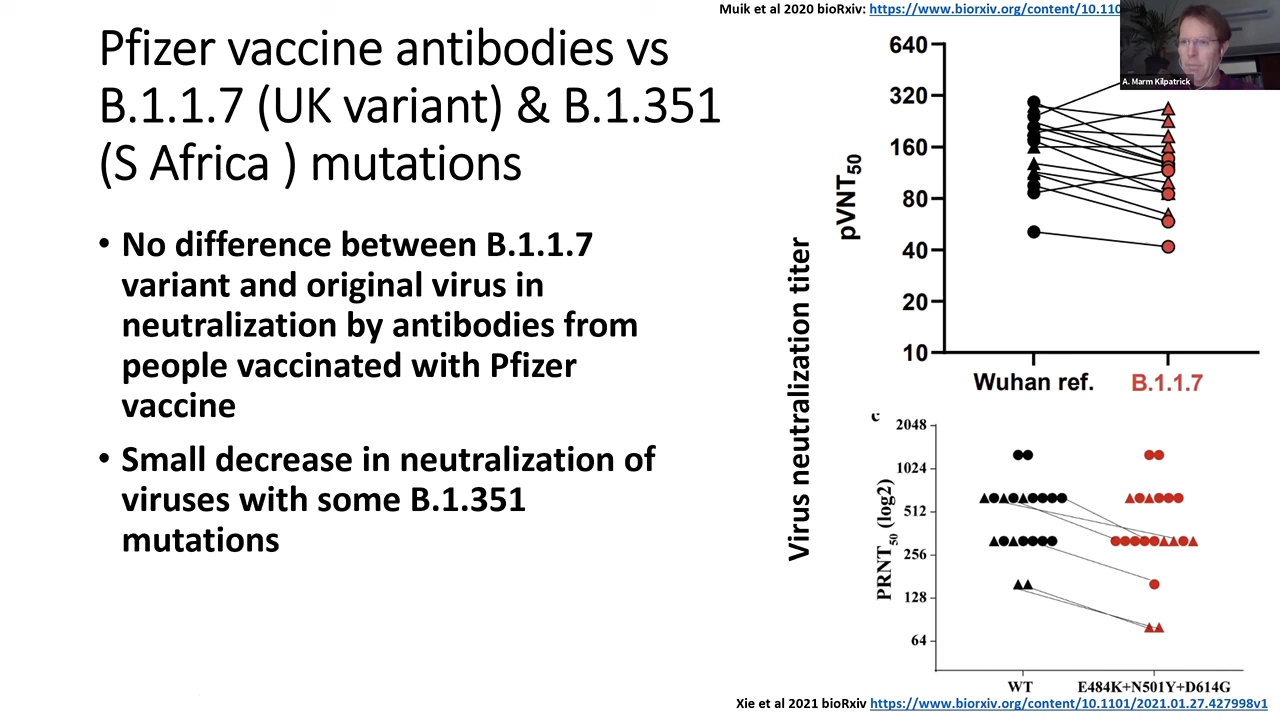 Muik et al 2020 bioRxiv: https://www.biorxiv.org/content/10.110
A. Marm Kilpatrick
Pfizer vaccine antibodies vs
B.1.1.7 (UK variant) & B.1.351
(S Africa ) mutations
• No difference between B.1.1.7
variant and original virus in
neutralization by antibodies from
people vaccinated with Pfizer
vaccine
• Small decrease in neutralization of
viruses with some B.1.351
mutations
Virus neutralization titer
pVNT50
640
320
160
80
40
20
10
Wuhan ref. B.1.1.7
c
PRNT50 (log2)
2048
1024
512
256
128
64
WT E484K+N501Y+D614G
Xie et al 2021 bioRxiv https://www.biorxiv.org/content/10.1101/2021.01.27.427998v1